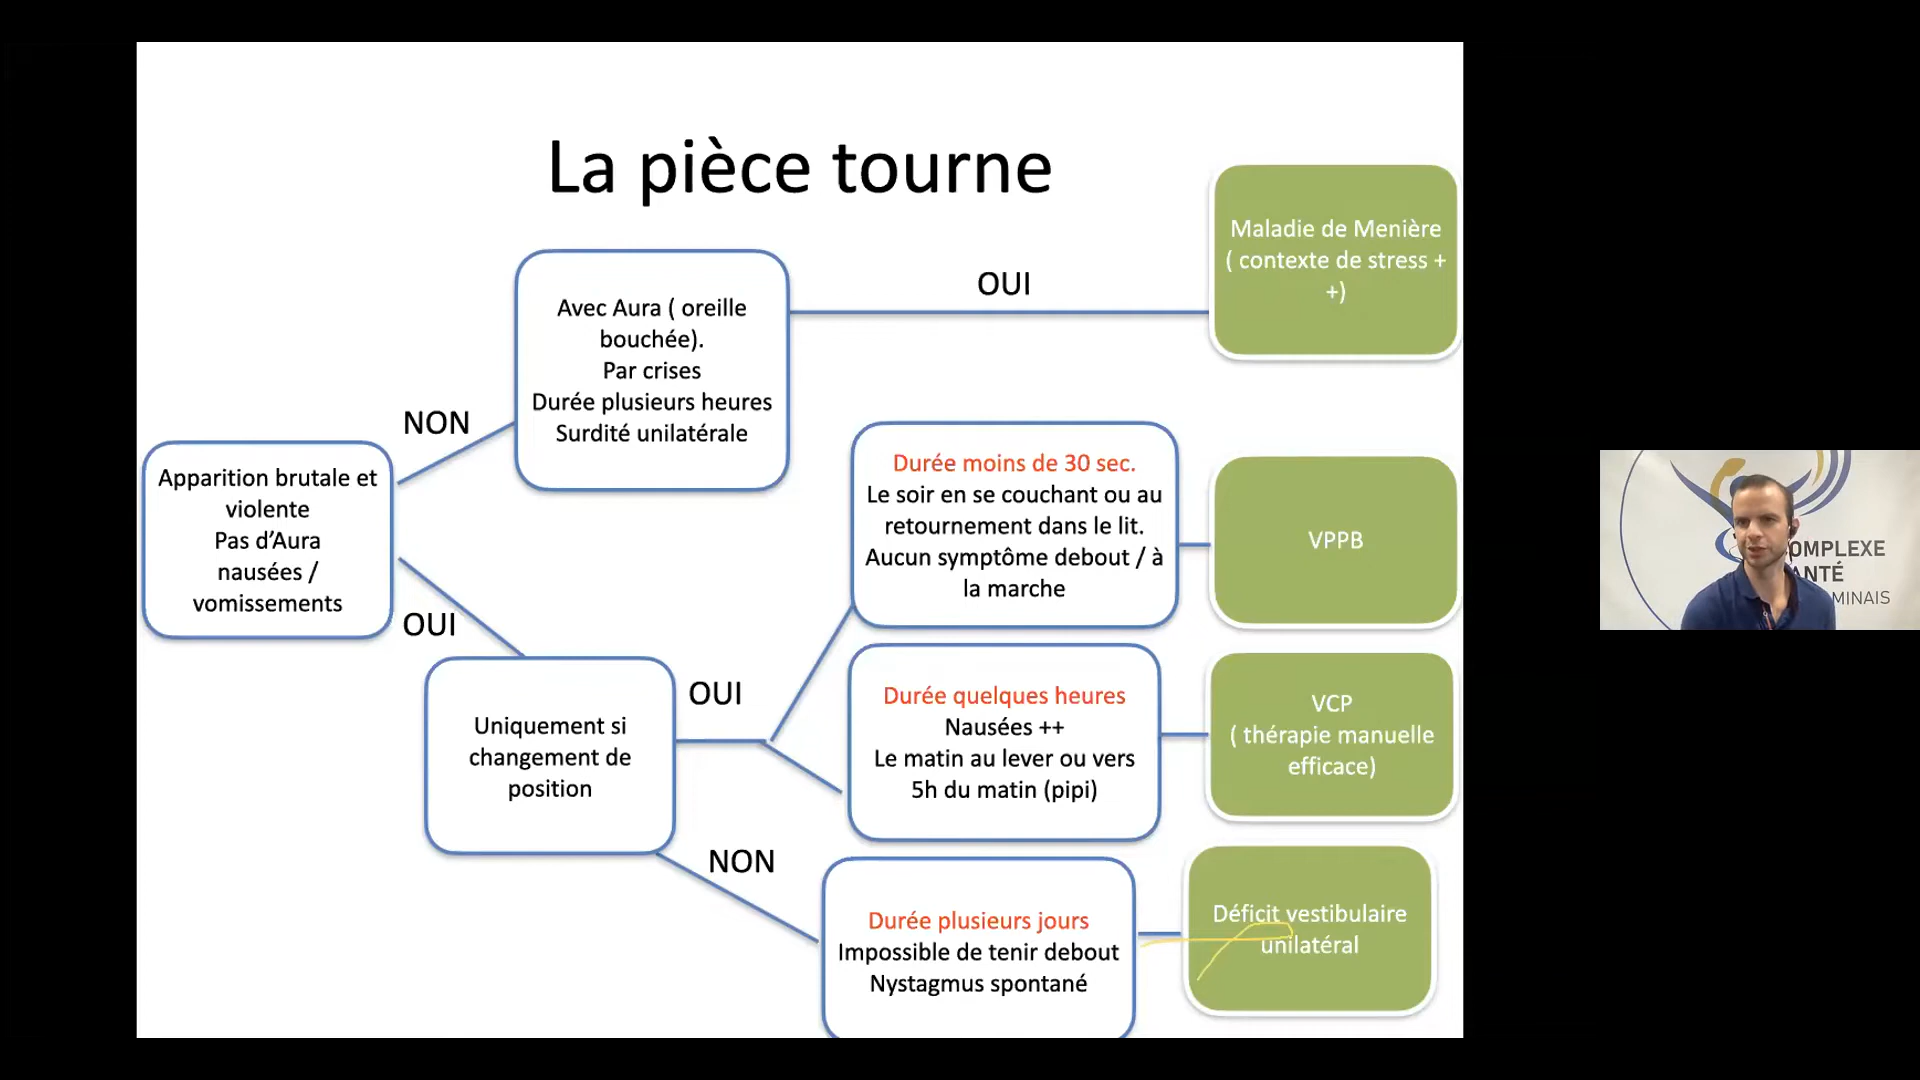 La pièce tourne
Maladie de Menière
( contexte de stress +
+)
OUI
Avec Aura ( oreille
bouchée).
Par crises
Durée plusieurs heures
Surdité unilatérale
NON
Apparition brutale et
violente
Pas d’Aura
nausées /
vomissements
OUI
Durée moins de 30 sec.
Le soir en se couchant ou au
retournement dans le lit.
Aucun symptôme debout / à
la marche
VPPB
Uniquement si
changement de
position
OUI
Durée quelques heures
Nausées ++
Le matin au lever ou vers
5h du matin (pipi)
VCP
( thérapie manuelle
efficace)
NON
Durée plusieurs jours
Impossible de tenir debout
Nystagmus spontané
Déficit vestibulaire
unilatéral
OMPLEXE
ANTÉ
MINAIS